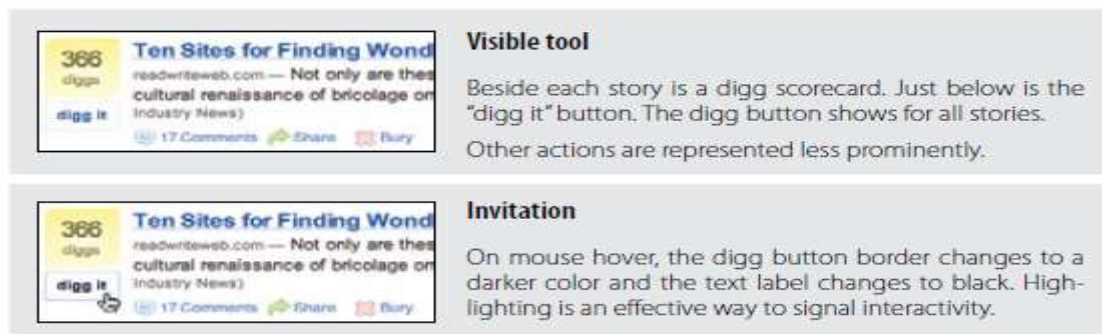 366
diggs
digg it
Ten Sites for Finding Wond
readwriteweb.com — Not only are thes
cultural renaissance of bricolage on
Industry News)
17 Comments Share Bury
Visible tool
Beside each story is a digg scorecard. Just below is the
"digg it" button. The digg button shows for all stories.
Other actions are represented less prominently.
366
diggs
digg it
Ten Sites for Finding Wond
readwriteweb.com — Not only are thes
cultural renaissance of bricolage on
Industry News)
17 Comments Share Bury
Invitation
On mouse hover, the digg button border changes to a
darker color and the text label changes to black. High-
lighting is an effective way to signal interactivity.